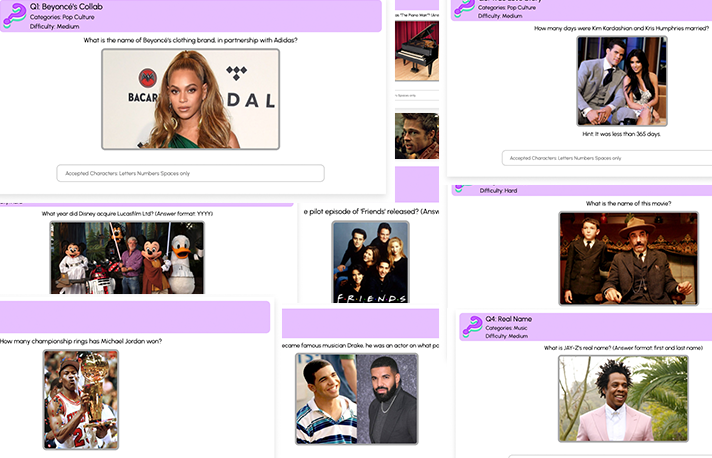 Q1: Beyoncé's Collab
Categories: Pop Culture
Difficulty: Medium
What is the name of Beyoncé's clothing brand, in partnership with Adidas?
BACAR
DAL
Accepted Characters: Letters Numbers Spaces only
as "The Piano Man"? (Ans
Spaces only
Categories: Pop Culture
Difficulty: Medium
How many days were Kim Kardashian and Kris Humphries married?
Hint: It was less than 365 days.
Accepted Characters: Letters Numbers Spaces only
What year did Disney acquire Lucasfilm Ltd? (Answer format: YYYY)
e pilot episode of 'Friends' released? (Answ
FRIENDS
Difficulty: Hard
What is the name of this movie?
How many championship rings has Michael Jordan won?
ecame famous musician Drake, he was an actor on what po
Q4: Real Name
Categories: Music
Difficulty: Medium
What is JAY-Z's real name? (Answer format: first and last name)